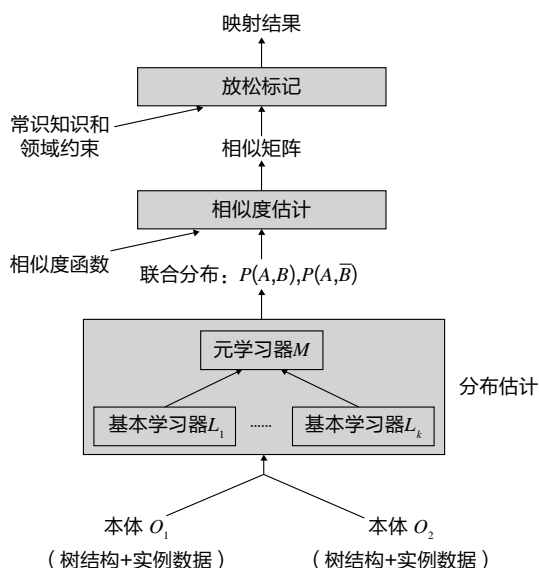 映射结果
放松标记
常识知识和
领域约束
相似矩阵
相似度估计
相似度函数
联合分布：P(A,B),P(A,B̅)
元学习器M
分布估计
基本学习器L₁ ...... 基本学习器Lₖ
本体 O₁ 本体 O₂
（树结构+实例数据） （树结构+实例数据）